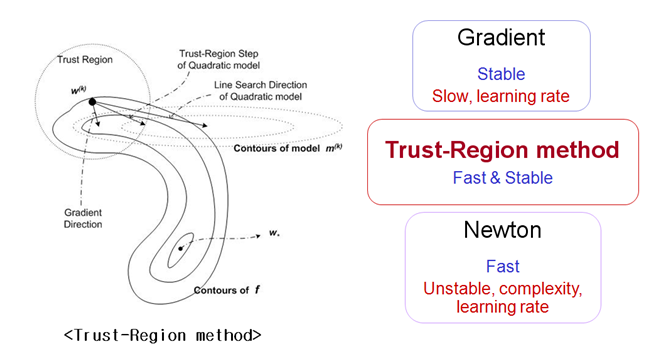 Trust Region
w(k)
Trust-Region Step
of Quadratic model
Line Search Direction
of Quadratic model
Contours of model m(k)
Gradient
Direction
w*
Contours of f
<Trust-Region method>
Gradient
Stable
Slow, learning rate
Trust-Region method
Fast & Stable
Newton
Fast
Unstable, complexity,
learning rate